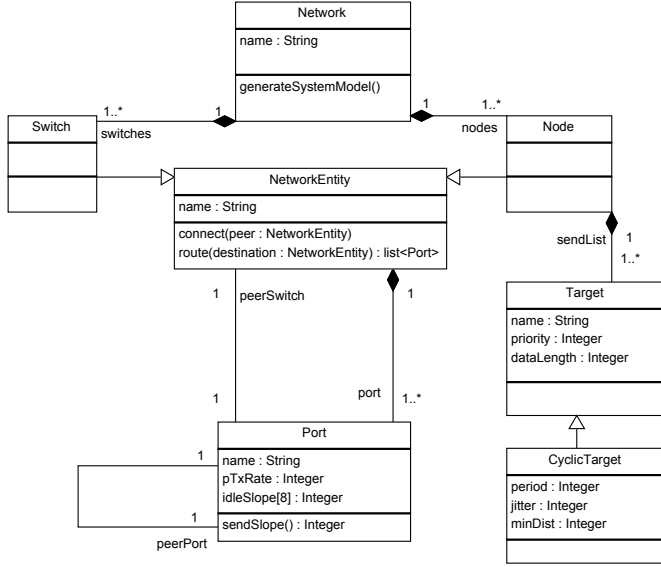 Network
name : String
generateSystemModel()
1..*
1
1
1..*
switches
nodes
Switch
Node
NetworkEntity
name : String
connect(peer : NetworkEntity)
route(destination : NetworkEntity) : list<Port>
sendList
1
1..*
1
peerSwitch
1
Target
name : String
priority : Integer
dataLength : Integer
port
1
1..*
Port
name : String
pTxRate : Integer
idleSlope[8] : Integer
sendSlope() : Integer
1
1
peerPort
CyclicTarget
period : Integer
jitter : Integer
minDist : Integer